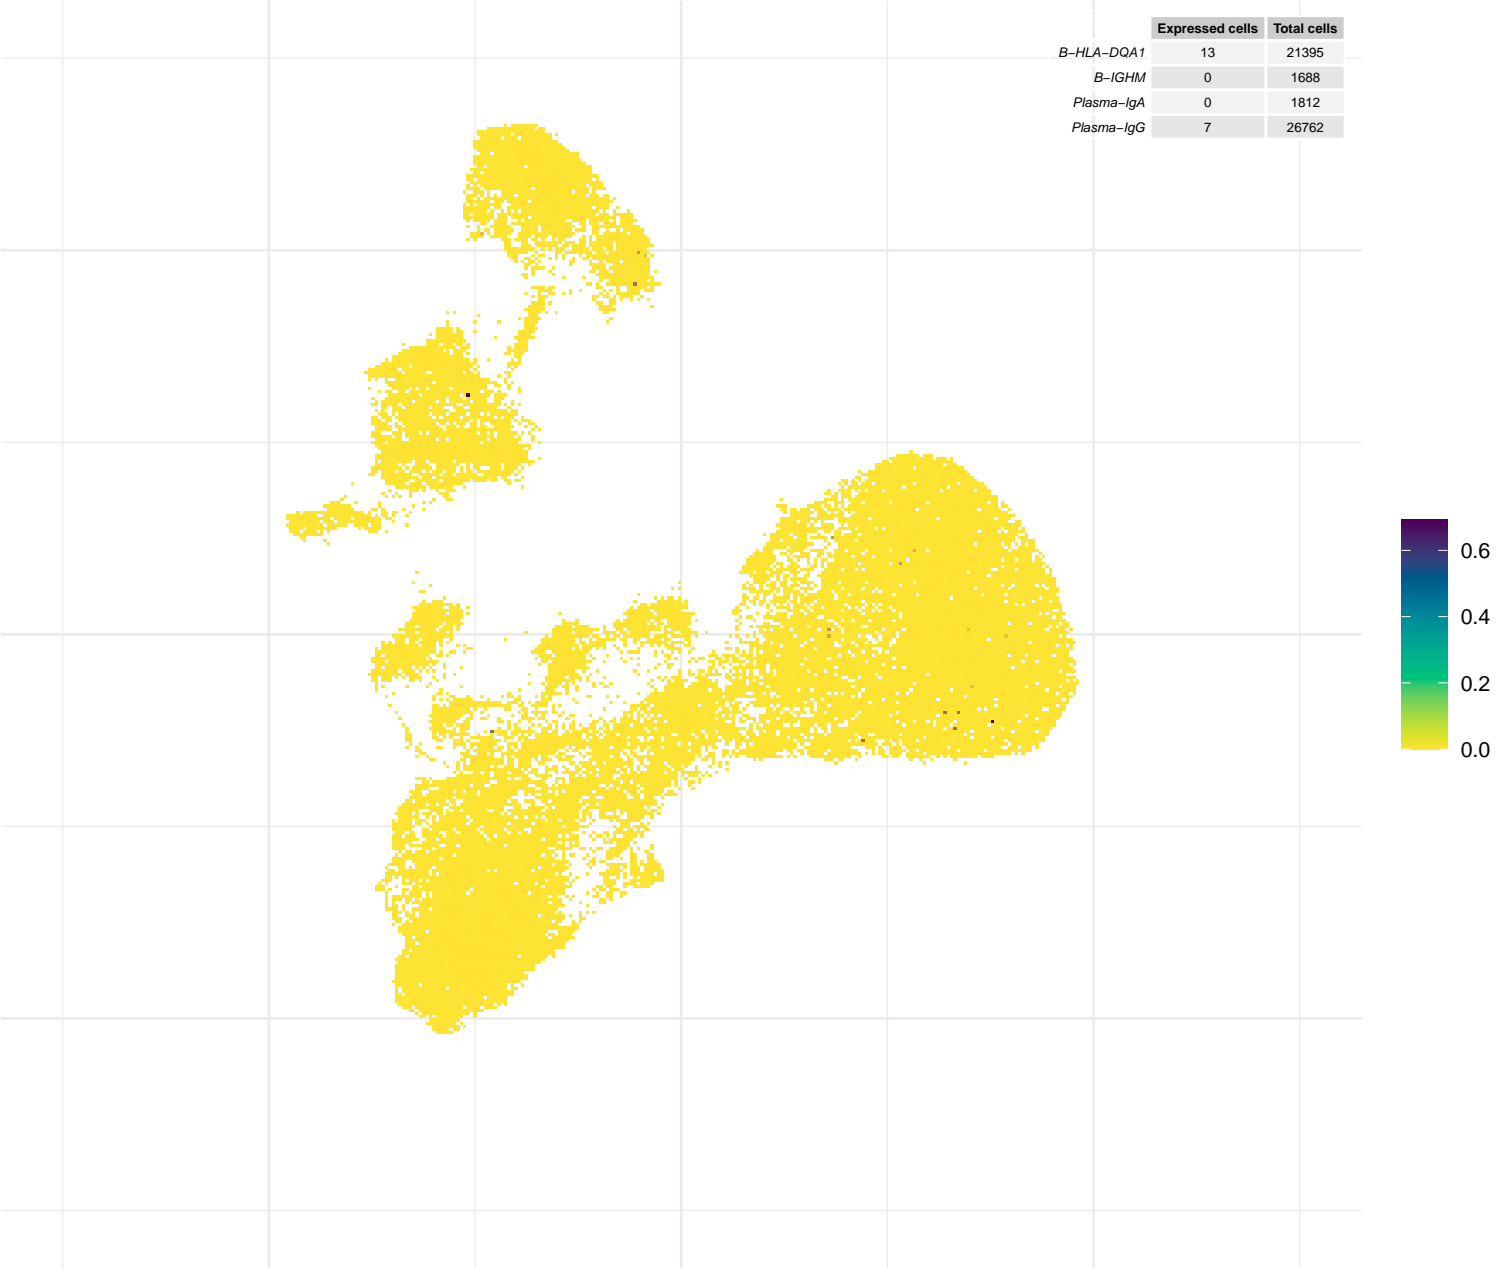 Expressed cells Total cells
B−HLA−DQA1 13 21395
B−IGHM 0 1688
Plasma−IgA 0 1812
Plasma−IgG 7 26762
0.6
0.4
0.2
0.0